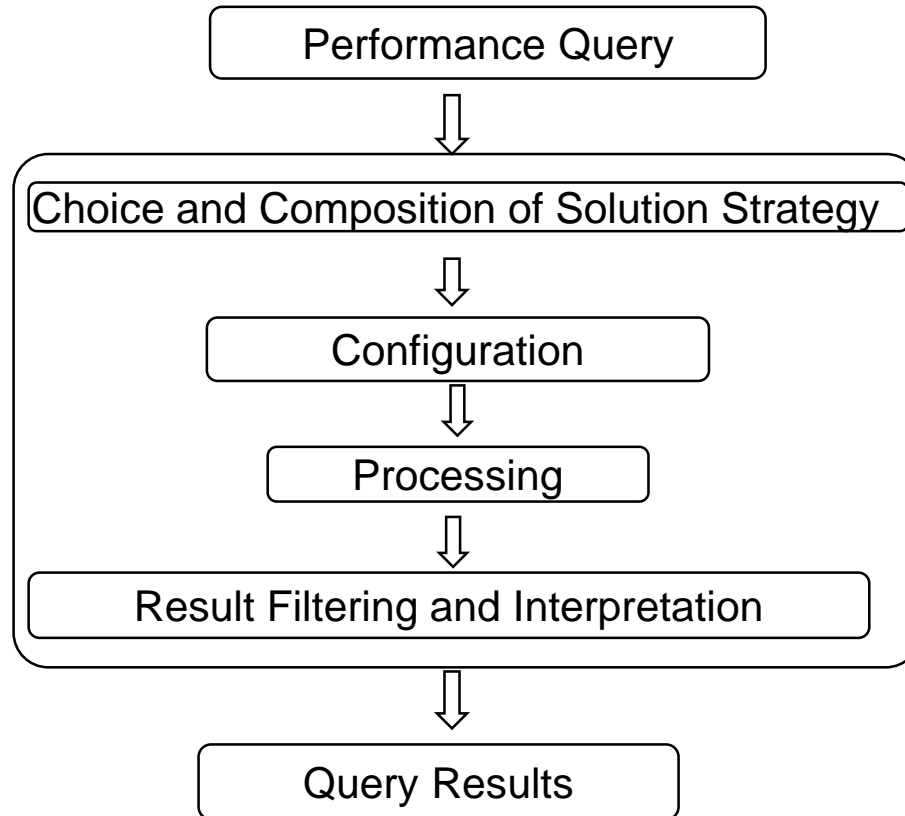 Performance Query
Choice and Composition of Solution Strategy
Configuration
Processing
Result Filtering and Interpretation
Query Results